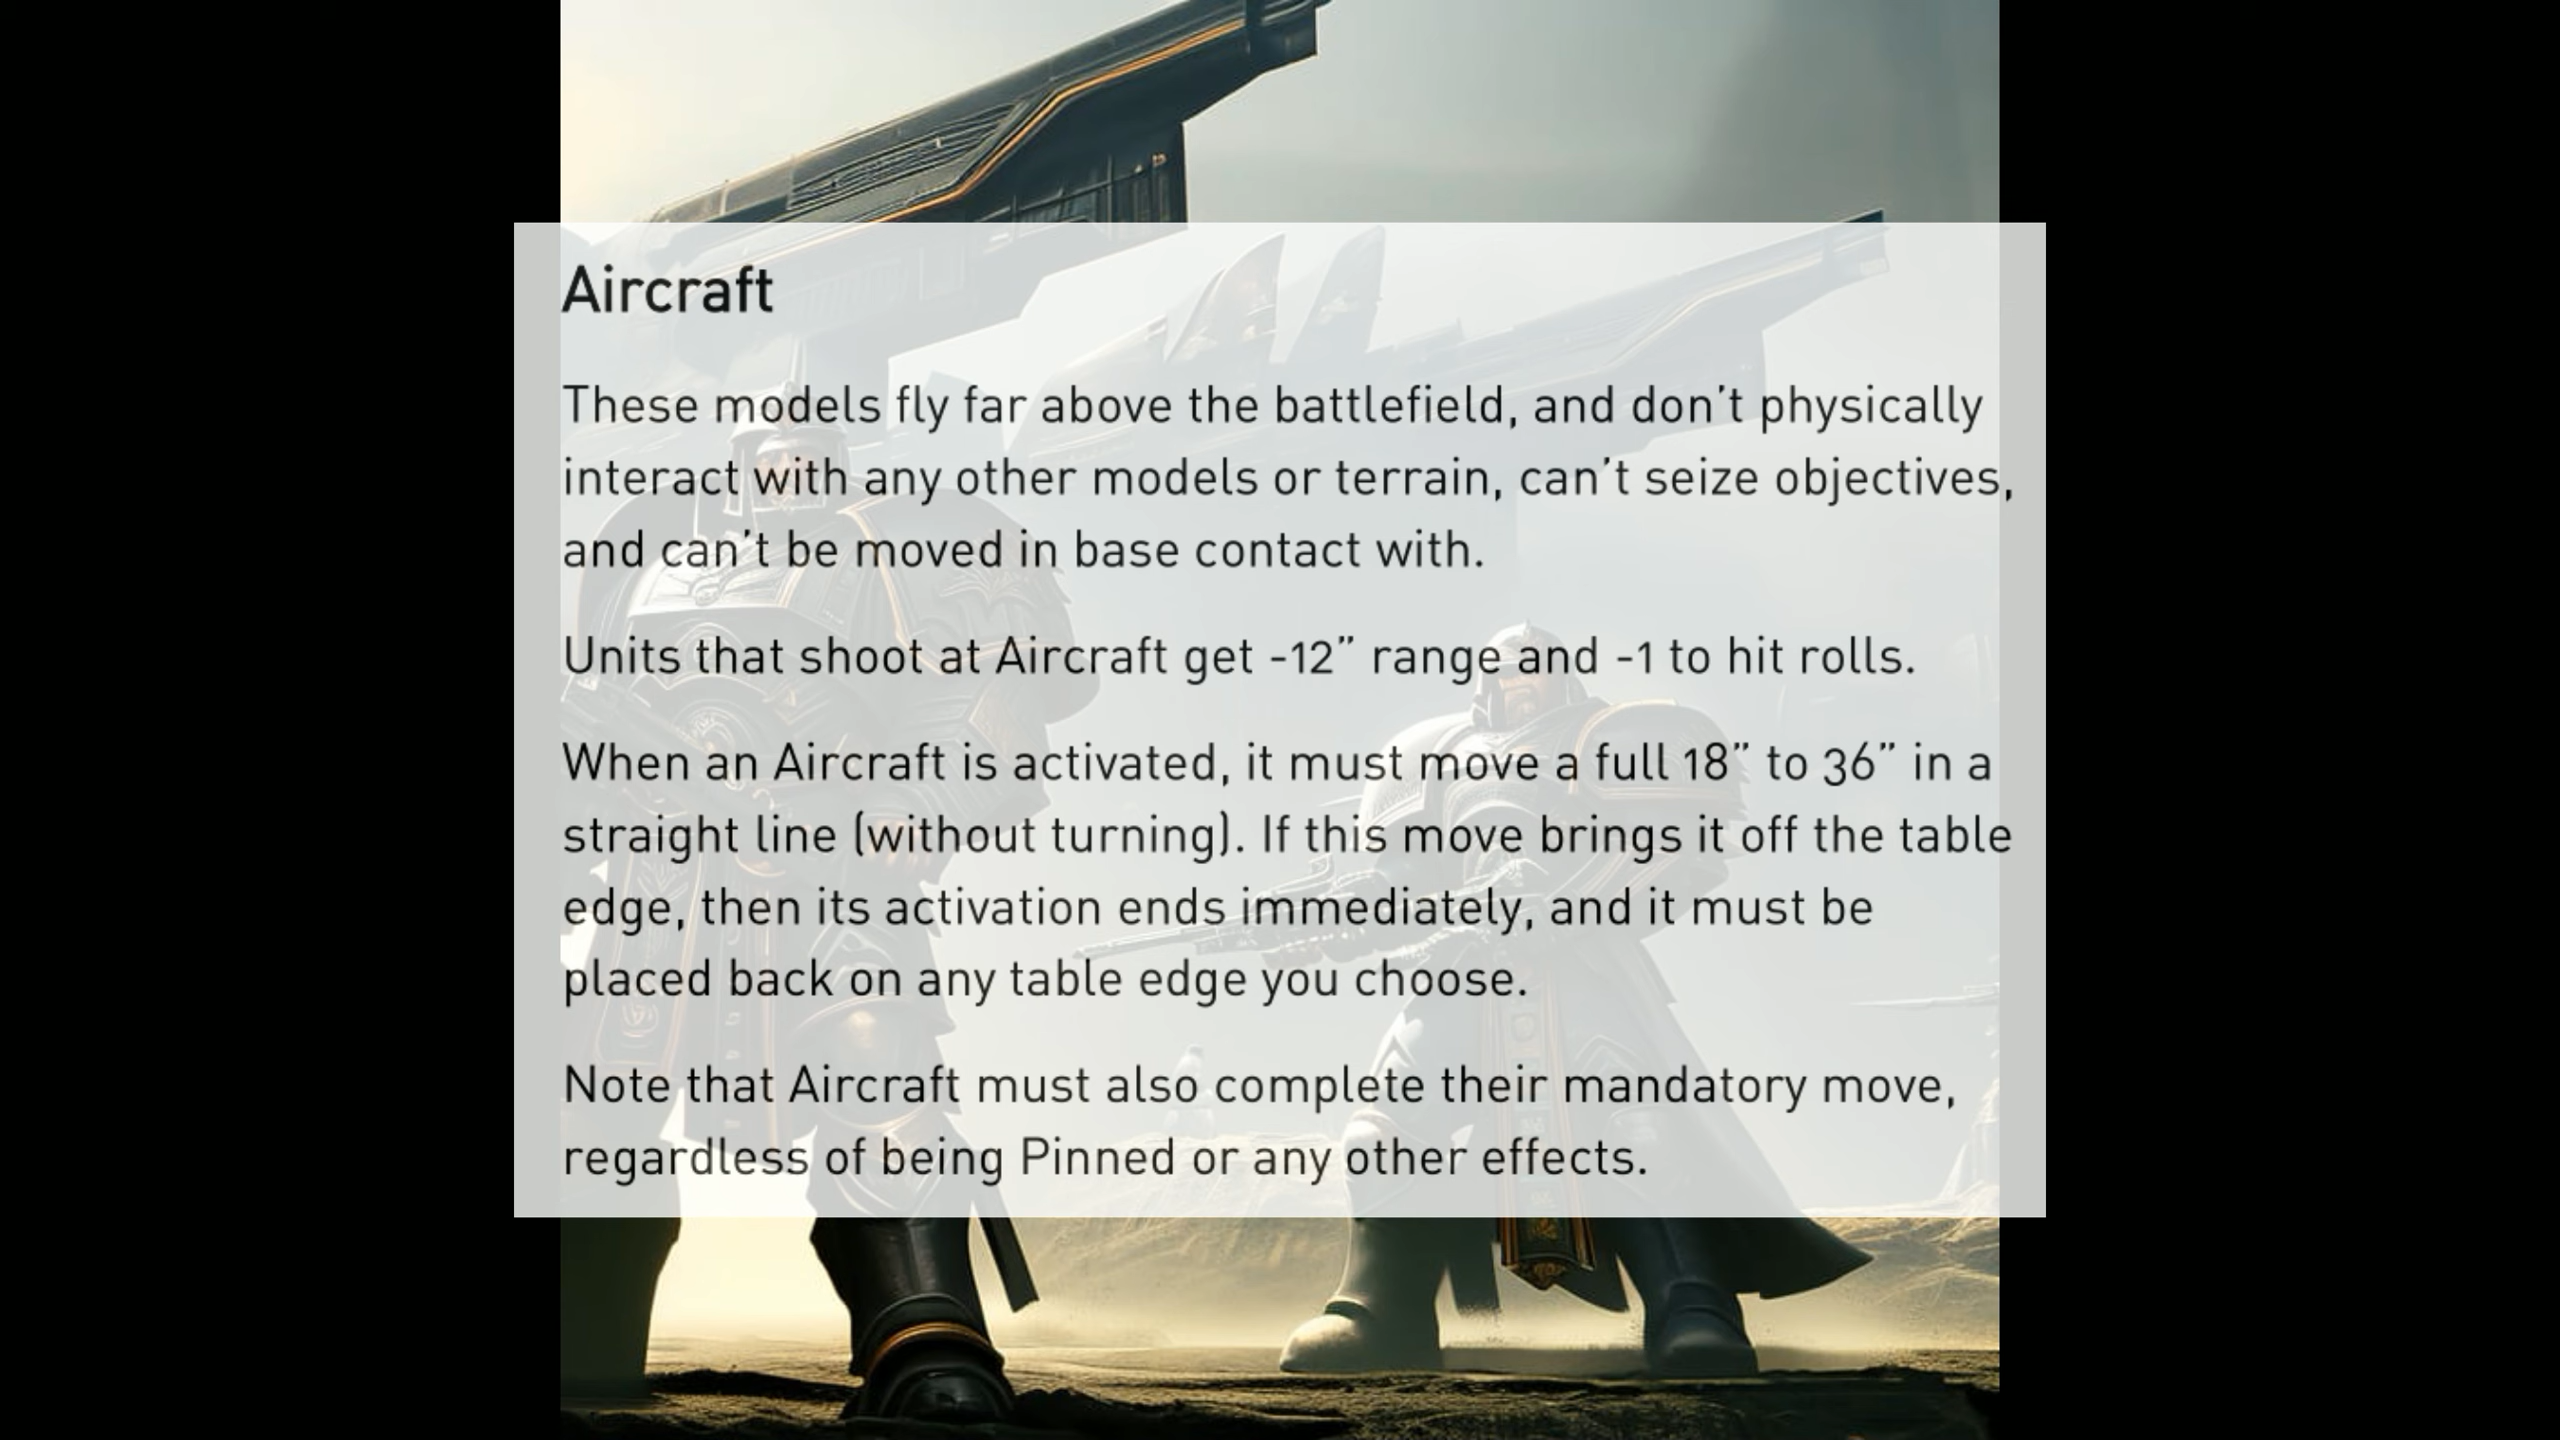 Aircraft
These models fly far above the battlefield, and don’t physically
interact with any other models or terrain, can’t seize objectives,
and can’t be moved in base contact with.
Units that shoot at Aircraft get -12” range and -1 to hit rolls.
When an Aircraft is activated, it must move a full 18” to 36” in a
straight line (without turning). If this move brings it off the table
edge, then its activation ends immediately, and it must be
placed back on any table edge you choose.
Note that Aircraft must also complete their mandatory move,
regardless of being Pinned or any other effects.